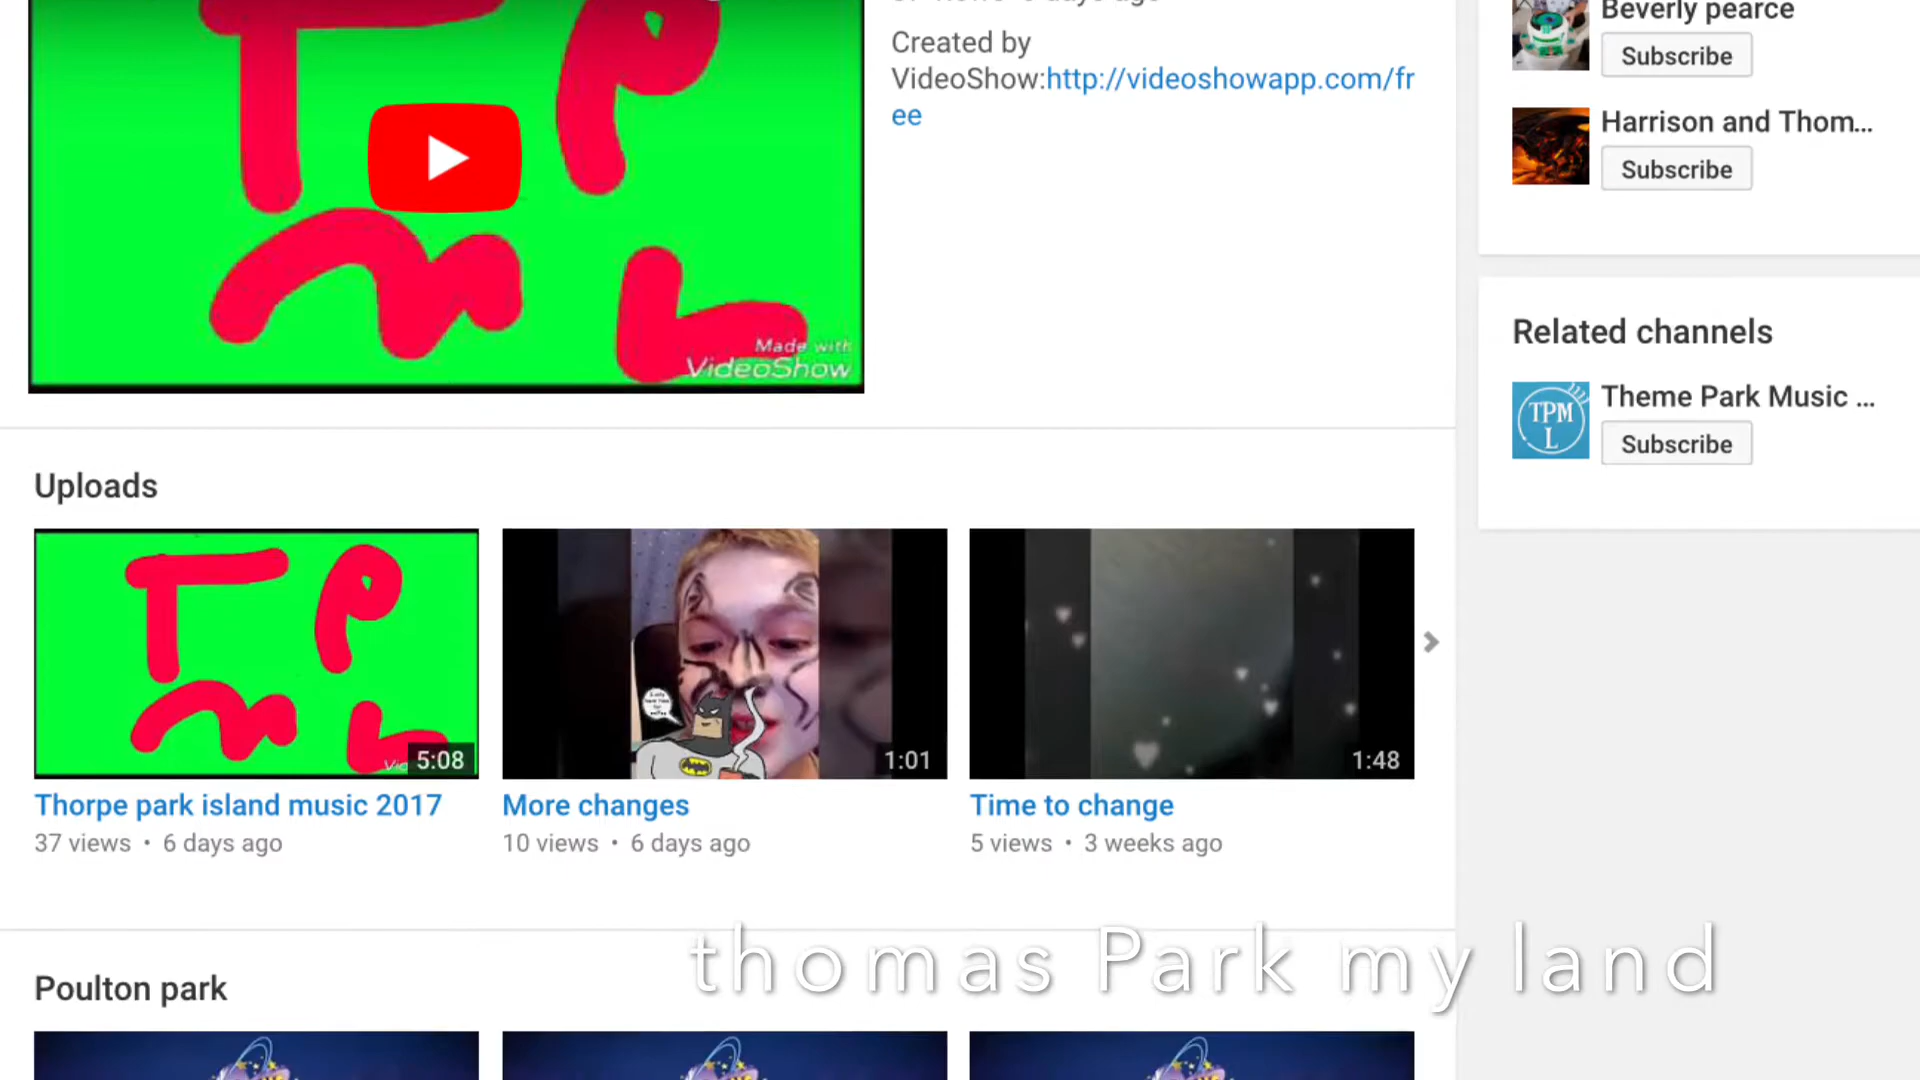 Created by
VideoShow:http://videoshowapp.com/fr
ee
T P
m L
Made with
VideoShow
Beverly pearce
Subscribe
Harrison and Thom...
Subscribe
Related channels
Theme Park Music ...
TPM
L
Subscribe
Uploads
T P
m L
5:08
1:01
1:48
Thorpe park island music 2017
37 views • 6 days ago
More changes
10 views • 6 days ago
Time to change
5 views • 3 weeks ago
thomas Park my land
Poulton park